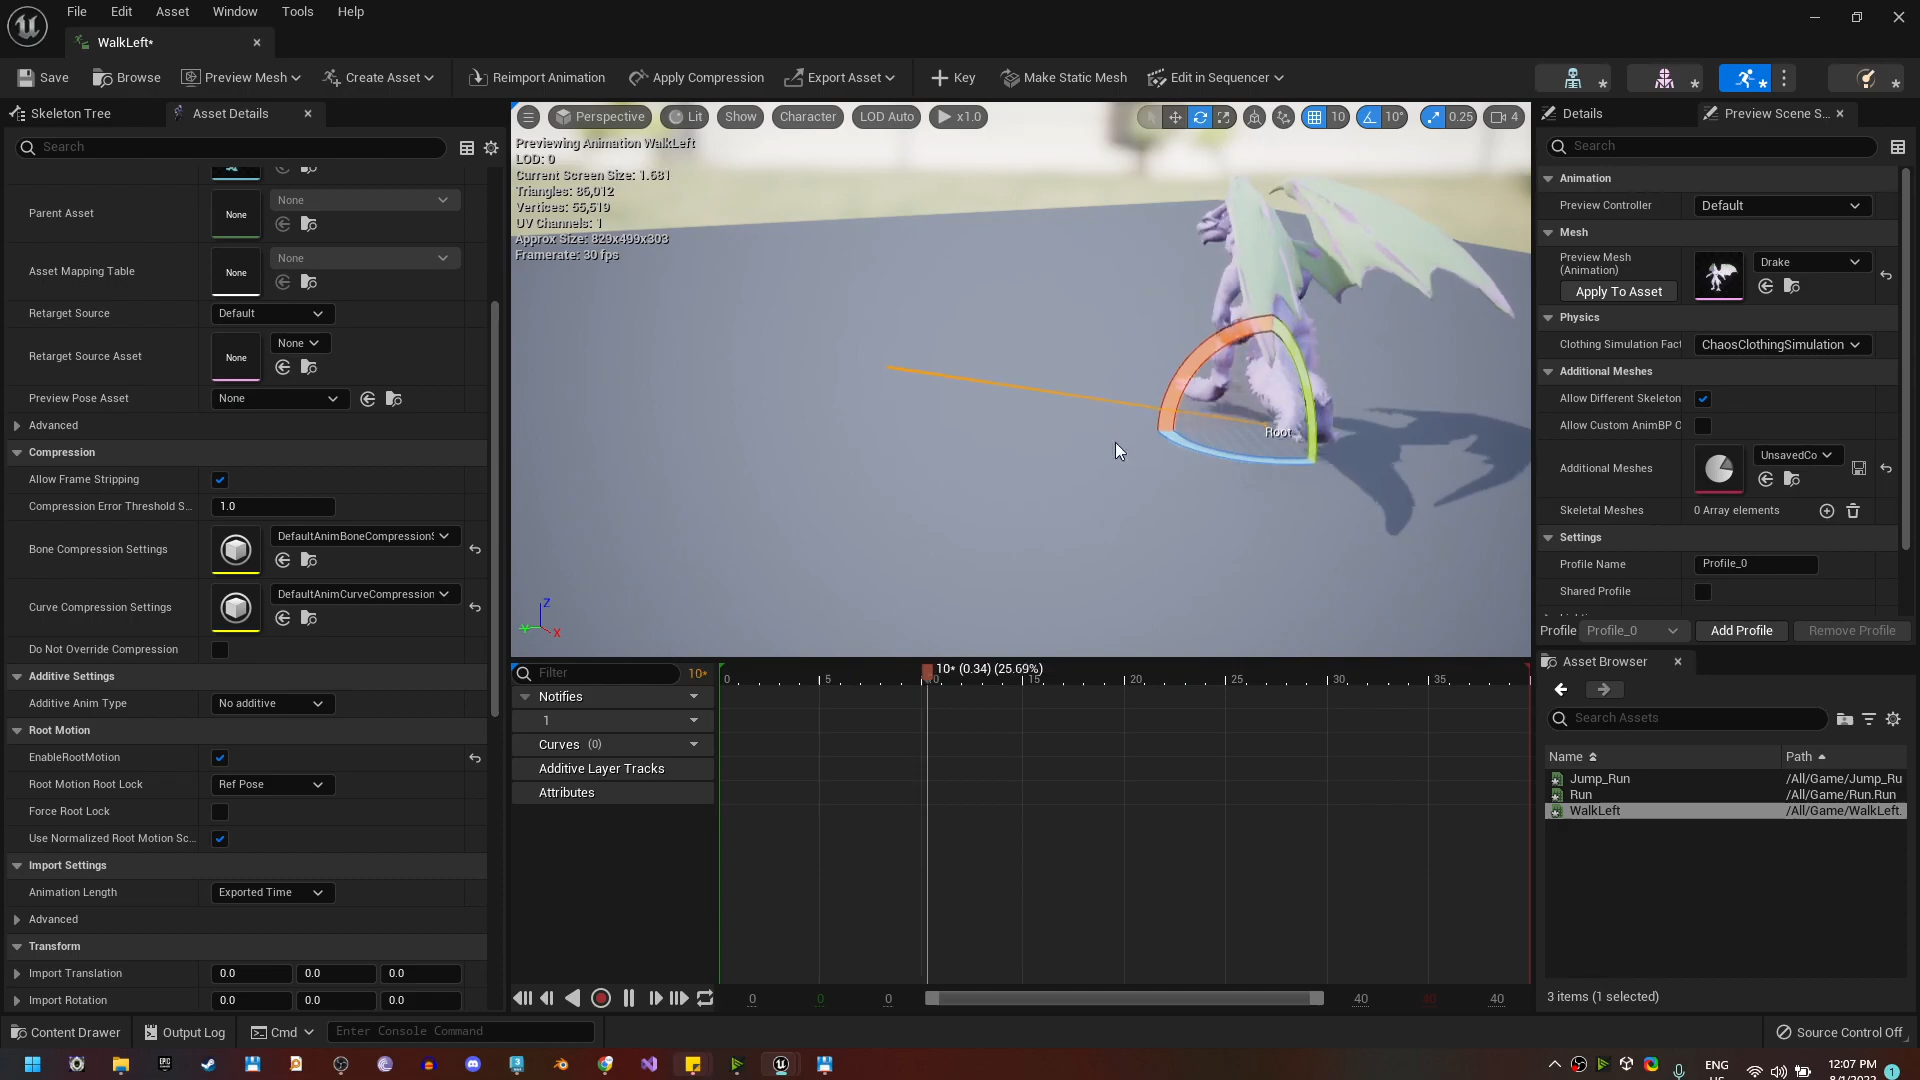 File Edit Asset Window Tools Help
WalkLeft*
Save Browse Preview Mesh Create Asset Reimport Animation Apply Compression Export Asset Key Make Static Mesh Edit in Sequencer
Skeleton Tree Asset Details
Search
Parent Asset None None
Asset Mapping Table None None
Retarget Source Default
Retarget Source Asset None None
Preview Pose Asset None
Advanced
Compression
Allow Frame Stripping
Compression Error Threshold S... 1.0
Bone Compression Settings DefaultAnimBoneCompressionS
Curve Compression Settings DefaultAnimCurveCompression
Do Not Override Compression
Additive Settings
Additive Anim Type No additive
Root Motion
EnableRootMotion
Root Motion Root Lock Ref Pose
Force Root Lock
Use Normalized Root Motion Sc...
Import Settings
Animation Length Exported Time
Advanced
Transform
Import Translation 0.0 0.0 0.0
Import Rotation 0.0 0.0 0.0
Perspective Lit Show Character LOD Auto x1.0 10 10° 0.25 4
Previewing Animation WalkLeft
LOD: 0
Current Screen Size: 1.681
Triangles: 86,012
Vertices: 55,519
UV Channels: 1
Approx Size: 829x499x303
Framerate: 30 fps
Root
Z
Y X
Filter 10*
10* (0.34) (25.69%)
0 5 10 15 20 25 30 35
Notifies
1
Curves (0)
Additive Layer Tracks
Attributes
0 0 0 40 40 40
Details Preview Scene S...
Search
Animation
Preview Controller Default
Mesh
Preview Mesh
(Animation)
Drake
Apply To Asset
Physics
Clothing Simulation Fact ChaosClothingSimulation
Additional Meshes
Allow Different Skeleton
Allow Custom AnimBP O
Additional Meshes UnsavedCo
Skeletal Meshes 0 Array elements
Settings
Profile Name Profile_0
Shared Profile
Profile Profile_0 Add Profile Remove Profile
Asset Browser
Search Assets
Name Path
Jump_Run /All/Game/Jump_Ru
Run /All/Game/Run.Run
WalkLeft /All/Game/WalkLeft.
3 items (1 selected)
Content Drawer Output Log Cmd Enter Console Command Source Control Off
ENG
12:07 PM
1